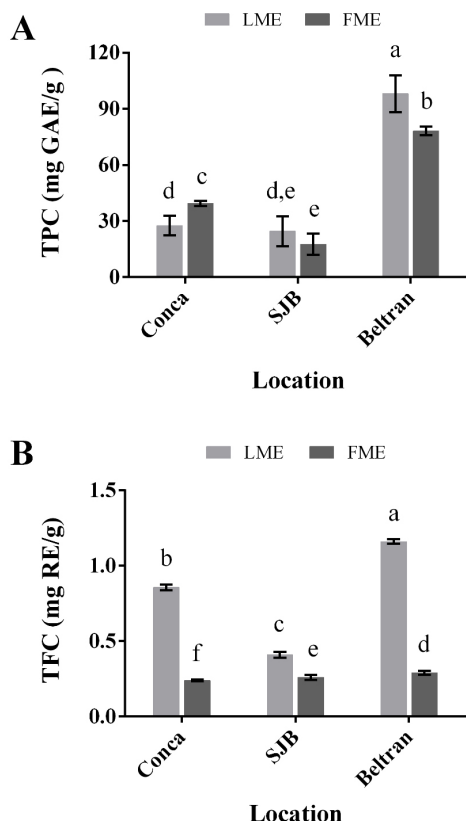 A
LME FME
TPC (mg GAE/g )
120
90
60
30
0
d c d,e e a b
Conca SJB Beltran
Location
B
LME FME
TFC (mg RE/g)
1.5
1.0
0.5
0.0
b f c e a d
Conca SJB Beltran
Location